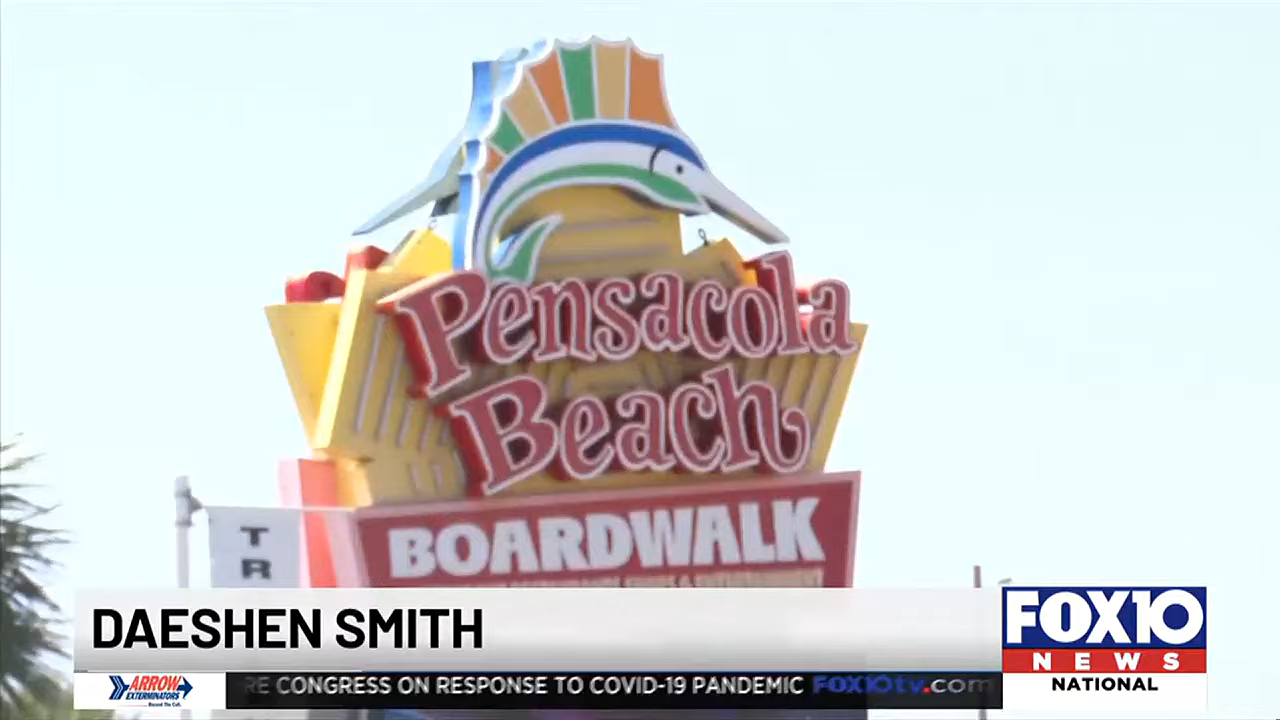 Pensacola
Beach
BOARDWALK
T
R
DAESHEN SMITH
FOX10
NEWS
NATIONAL
ARROW
EXTERMINATORS
RE CONGRESS ON RESPONSE TO COVID-19 PANDEMIC
FOX10tv.com